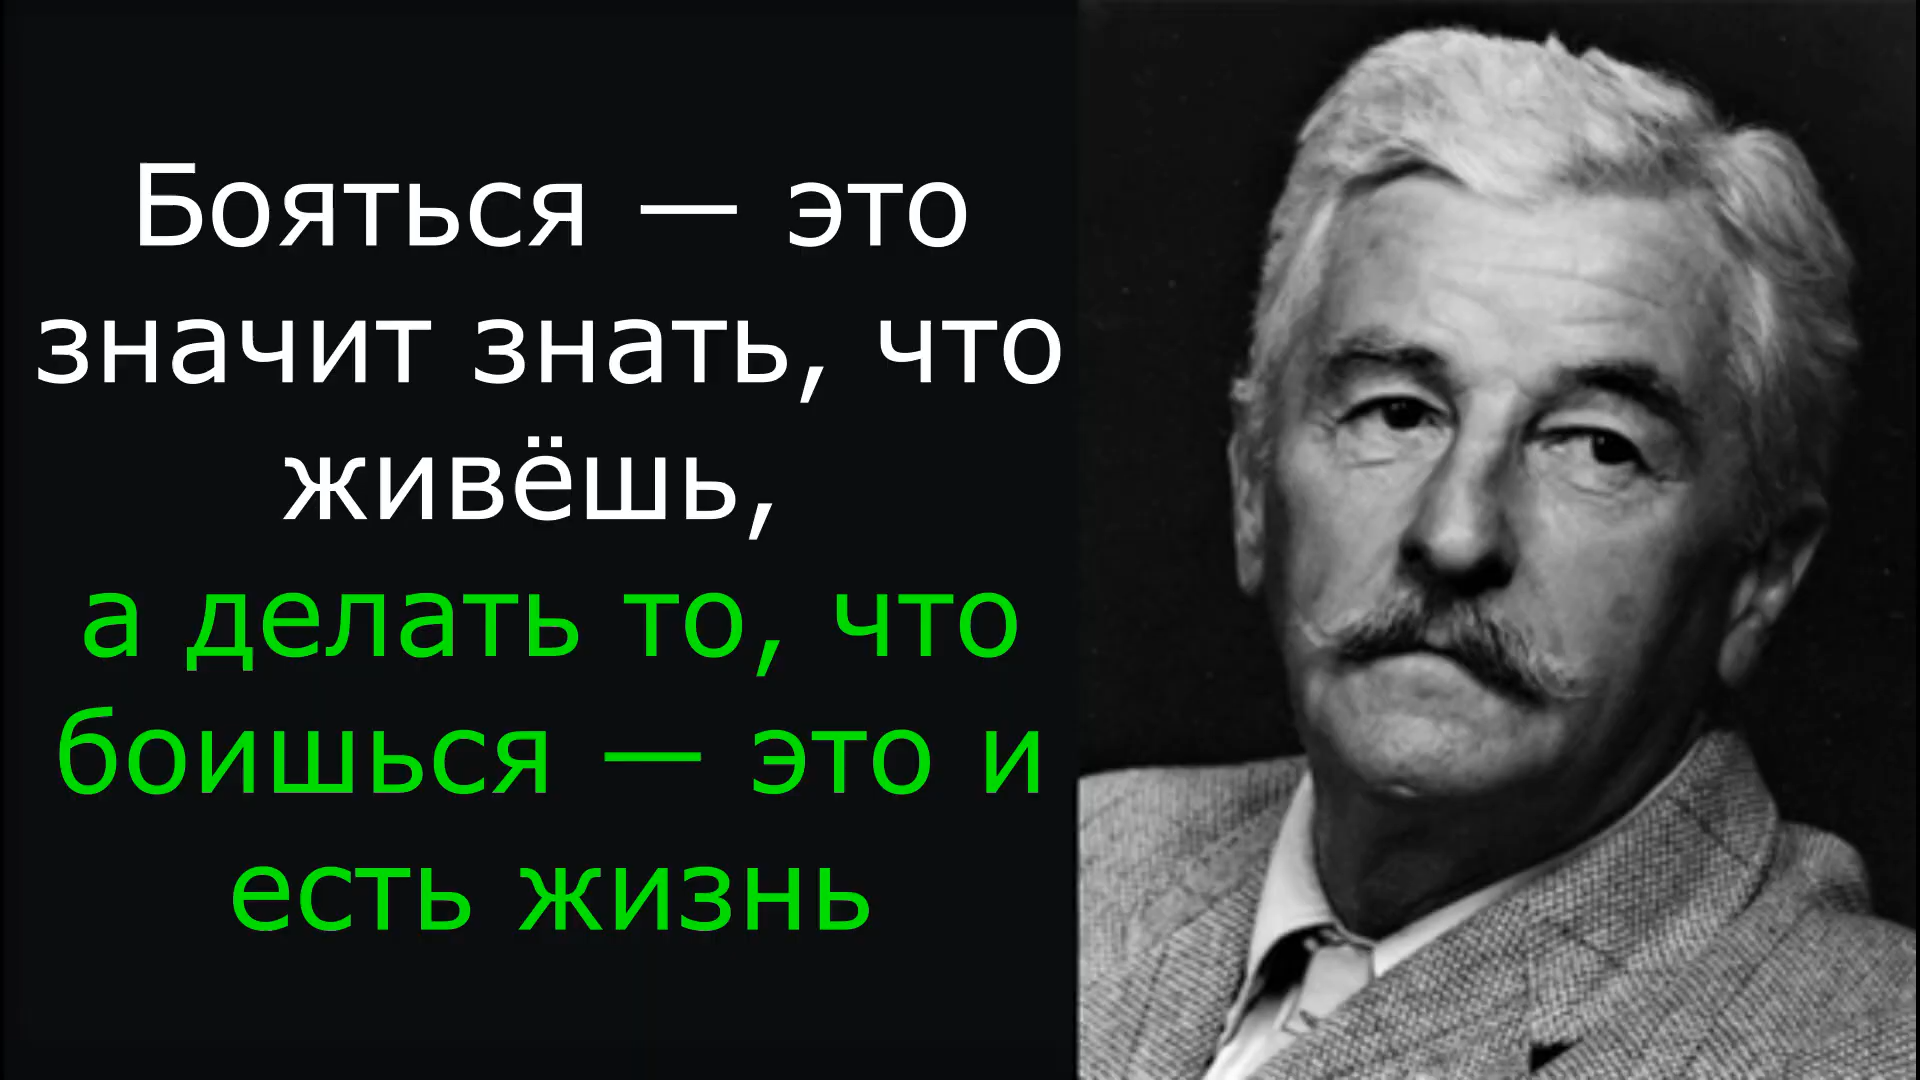 Бояться — это
значит знать, что
живёшь,
а делать то, что
боишься — это и
есть жизнь